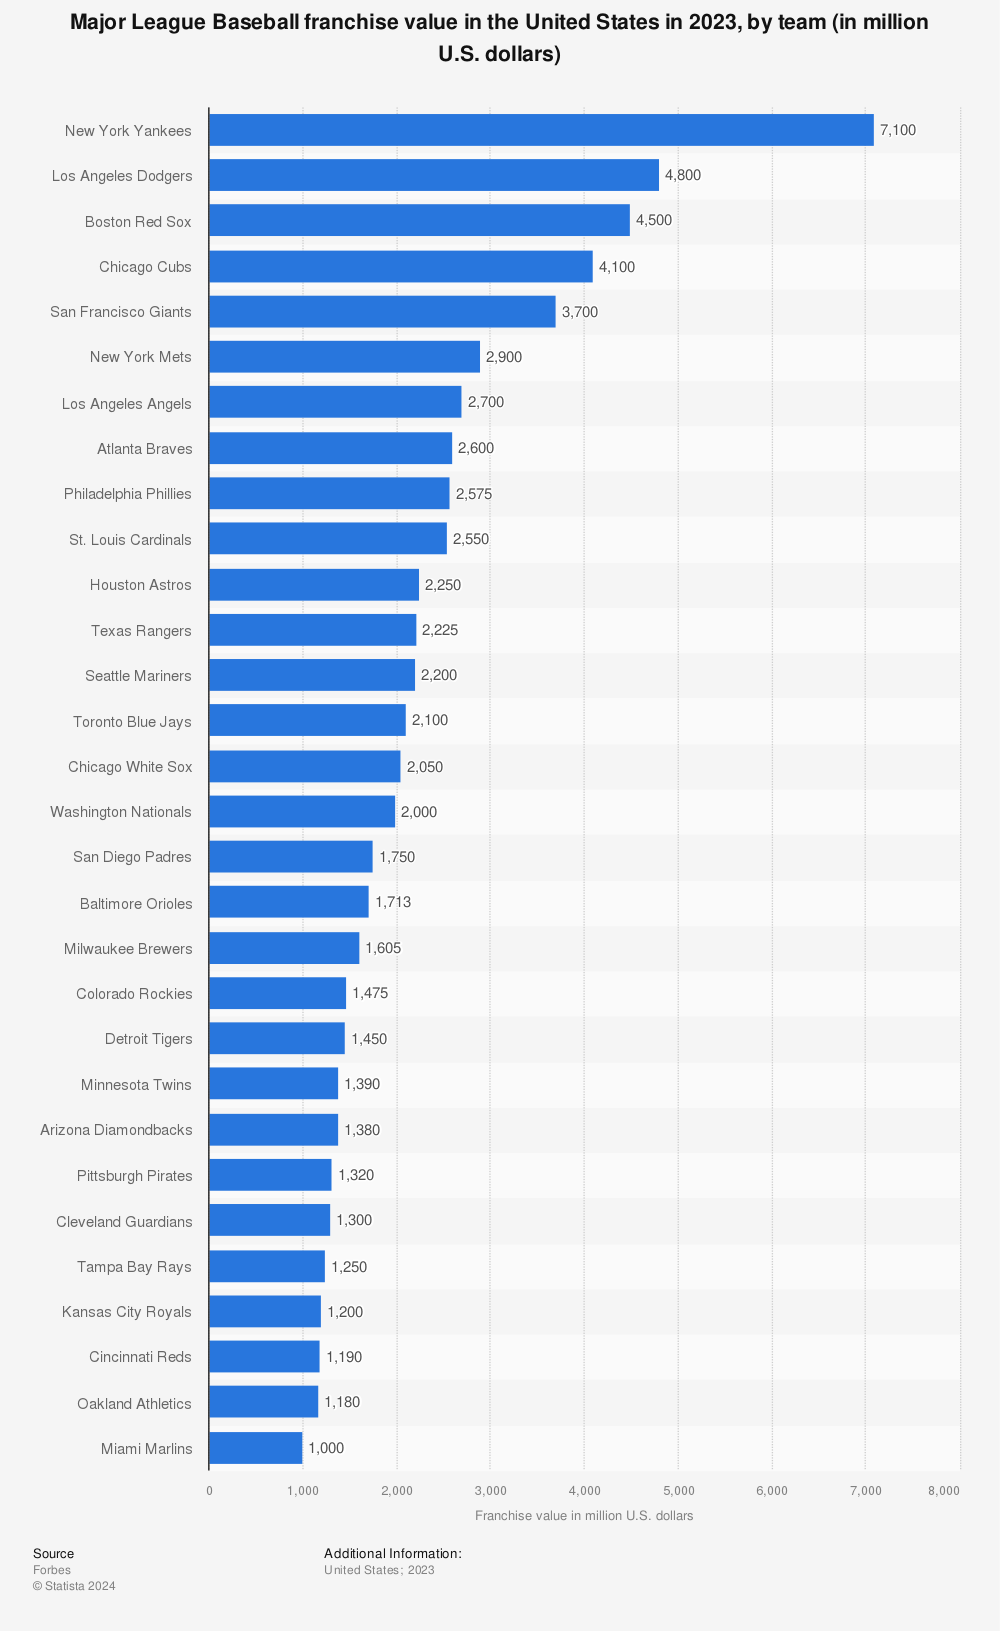 Major League Baseball franchise value in the United States in 2023, by team (in million
U.S. dollars)
New York Yankees 7,100
Los Angeles Dodgers 4,800
Boston Red Sox 4,500
Chicago Cubs 4,100
San Francisco Giants 3,700
New York Mets 2,900
Los Angeles Angels 2,700
Atlanta Braves 2,600
Philadelphia Phillies 2,575
St. Louis Cardinals 2,550
Houston Astros 2,250
Texas Rangers 2,225
Seattle Mariners 2,200
Toronto Blue Jays 2,100
Chicago White Sox 2,050
Washington Nationals 2,000
San Diego Padres 1,750
Baltimore Orioles 1,713
Milwaukee Brewers 1,605
Colorado Rockies 1,475
Detroit Tigers 1,450
Minnesota Twins 1,390
Arizona Diamondbacks 1,380
Pittsburgh Pirates 1,320
Cleveland Guardians 1,300
Tampa Bay Rays 1,250
Kansas City Royals 1,200
Cincinnati Reds 1,190
Oakland Athletics 1,180
Miami Marlins 1,000
0 1,000 2,000 3,000 4,000 5,000 6,000 7,000 8,000
Franchise value in million U.S. dollars
Source Additional Information:
Forbes United States; 2023
© Statista 2024